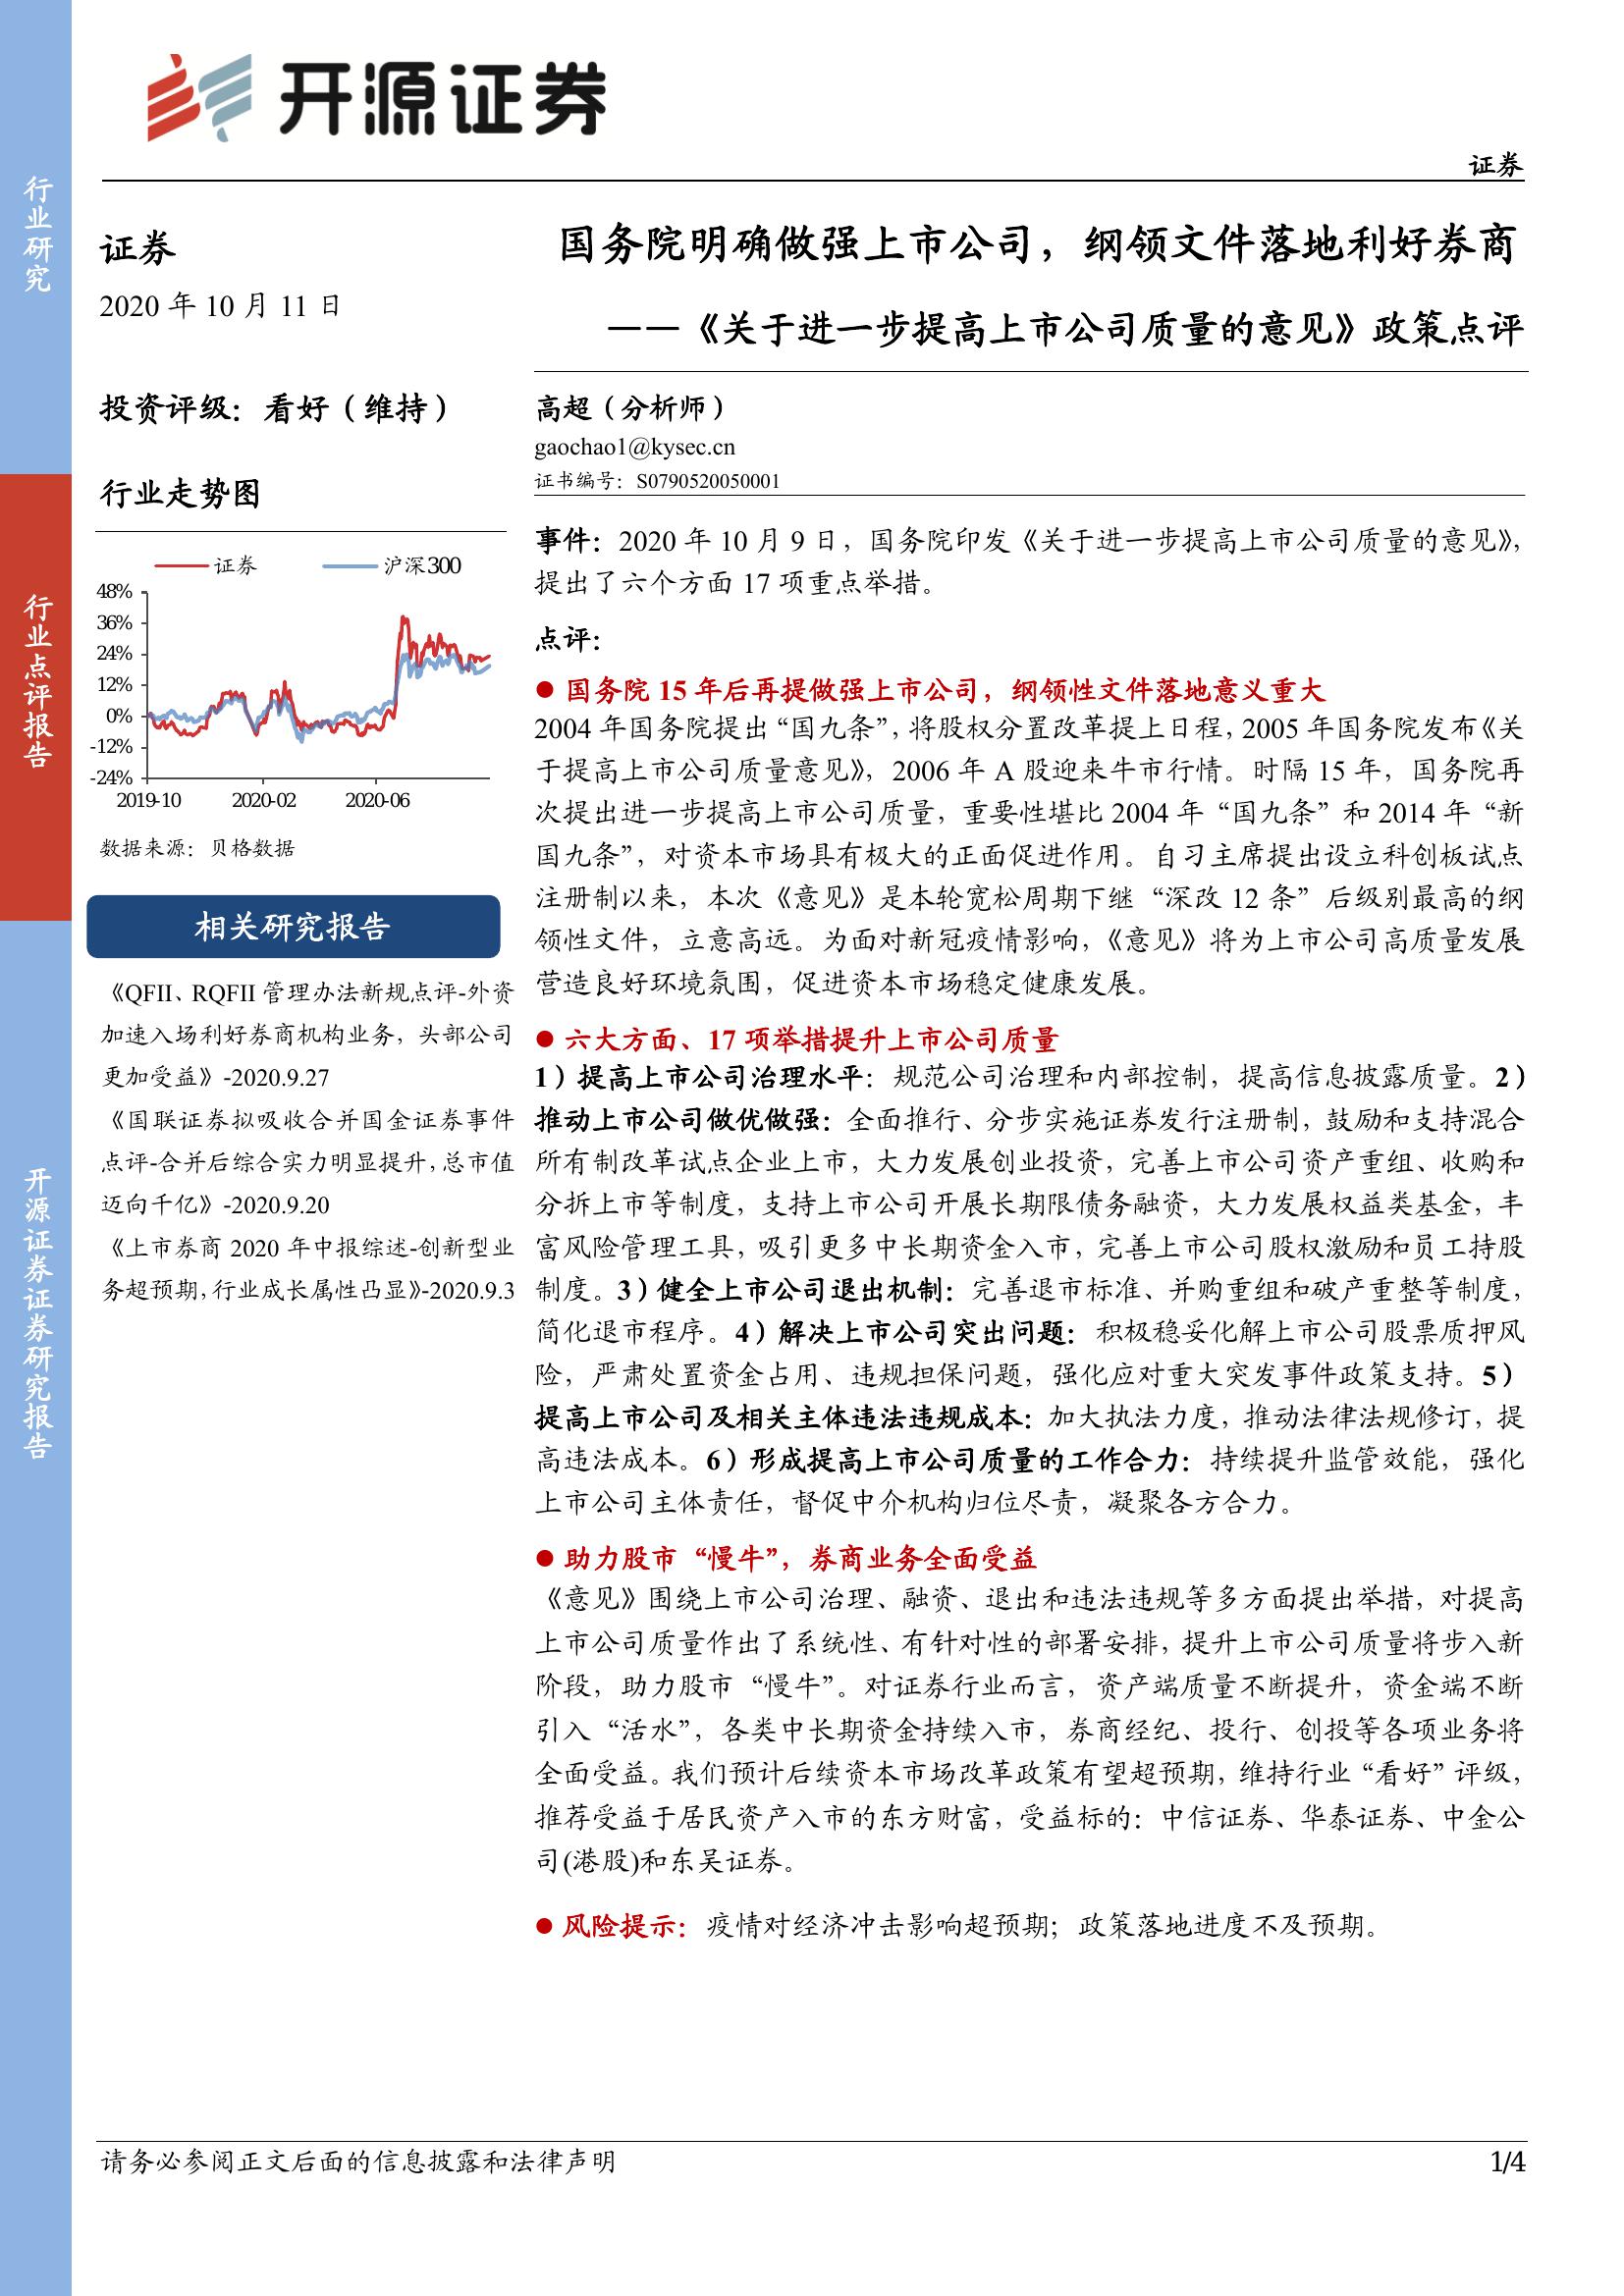 开源证券
证券
行业研究
行业点评报告
开源证券证券研究报告
证券
2020 年 10 月 11 日
投资评级：看好（维持）
行业走势图
证券 沪深300
48%
36%
24%
12%
0%
-12%
-24%
2019-10 2020-02 2020-06
数据来源：贝格数据
相关研究报告
《QFII、RQFII 管理办法新规点评-外资
加速入场利好券商机构业务，头部公司
更加受益》-2020.9.27
《国联证券拟吸收合并国金证券事件
点评-合并后综合实力明显提升，总市值
迈向千亿》-2020.9.20
《上市券商 2020 年中报综述-创新型业
务超预期，行业成长属性凸显》-2020.9.3
国务院明确做强上市公司，纲领文件落地利好券商
——《关于进一步提高上市公司质量的意见》政策点评
高超（分析师）
gaochao1@kysec.cn
证书编号：S0790520050001
事件：2020 年 10 月 9 日，国务院印发《关于进一步提高上市公司质量的意见》，
提出了六个方面 17 项重点举措。
点评：
● 国务院 15 年后再提做强上市公司，纲领性文件落地意义重大
2004 年国务院提出“国九条”，将股权分置改革提上日程，2005 年国务院发布《关
于提高上市公司质量意见》，2006 年 A 股迎来牛市行情。时隔 15 年，国务院再
次提出进一步提高上市公司质量，重要性堪比 2004 年“国九条”和 2014 年“新
国九条”，对资本市场具有极大的正面促进作用。自习主席提出设立科创板试点
注册制以来，本次《意见》是本轮宽松周期下继“深改 12 条”后级别最高的纲
领性文件，立意高远。为面对新冠疫情影响，《意见》将为上市公司高质量发展
营造良好环境氛围，促进资本市场稳定健康发展。
● 六大方面、17 项举措提升上市公司质量
1）提高上市公司治理水平：规范公司治理和内部控制，提高信息披露质量。2）
推动上市公司做优做强：全面推行、分步实施证券发行注册制，鼓励和支持混合
所有制改革试点企业上市，大力发展创业投资，完善上市公司资产重组、收购和
分拆上市等制度，支持上市公司开展长期限债务融资，大力发展权益类基金，丰
富风险管理工具，吸引更多中长期资金入市，完善上市公司股权激励和员工持股
制度。3）健全上市公司退出机制：完善退市标准、并购重组和破产重整等制度，
简化退市程序。4）解决上市公司突出问题：积极稳妥化解上市公司股票质押风
险，严肃处置资金占用、违规担保问题，强化应对重大突发事件政策支持。5）
提高上市公司及相关主体违法违规成本：加大执法力度，推动法律法规修订，提
高违法成本。6）形成提高上市公司质量的工作合力：持续提升监管效能，强化
上市公司主体责任，督促中介机构归位尽责，凝聚各方合力。
● 助力股市“慢牛”，券商业务全面受益
《意见》围绕上市公司治理、融资、退出和违法违规等多方面提出举措，对提高
上市公司质量作出了系统性、有针对性的部署安排，提升上市公司质量将步入新
阶段，助力股市“慢牛”。对证券行业而言，资产端质量不断提升，资金端不断
引入“活水”，各类中长期资金持续入市，券商经纪、投行、创投等各项业务将
全面受益。我们预计后续资本市场改革政策有望超预期，维持行业“看好”评级，
推荐受益于居民资产入市的东方财富，受益标的：中信证券、华泰证券、中金公
司(港股)和东吴证券。
● 风险提示：疫情对经济冲击影响超预期；政策落地进度不及预期。
请务必参阅正文后面的信息披露和法律声明
1/4